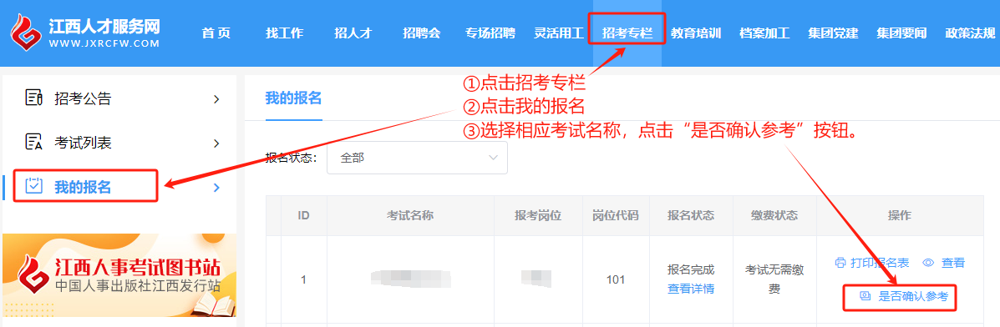 江西人才服务网
WWW.JXRCFW.COM
首 页 找工作 招人才 招聘会 专场招聘 灵活用工 招考专栏 教育培训 档案加工 集团党建 集团要闻 政策法规
招考公告
考试列表
我的报名
江西人事考试图书站
中国人事出版社江西发行站
我的报名
①点击招考专栏
②点击我的报名
③选择相应考试名称，点击“是否确认参考”按钮。
报名状态： 全部
ID 考试名称 报考岗位 岗位代码 报名状态 缴费状态 操作
1 101 报名完成 考试无需缴 打印报名表 查看
查看详情 费 是否确认参考